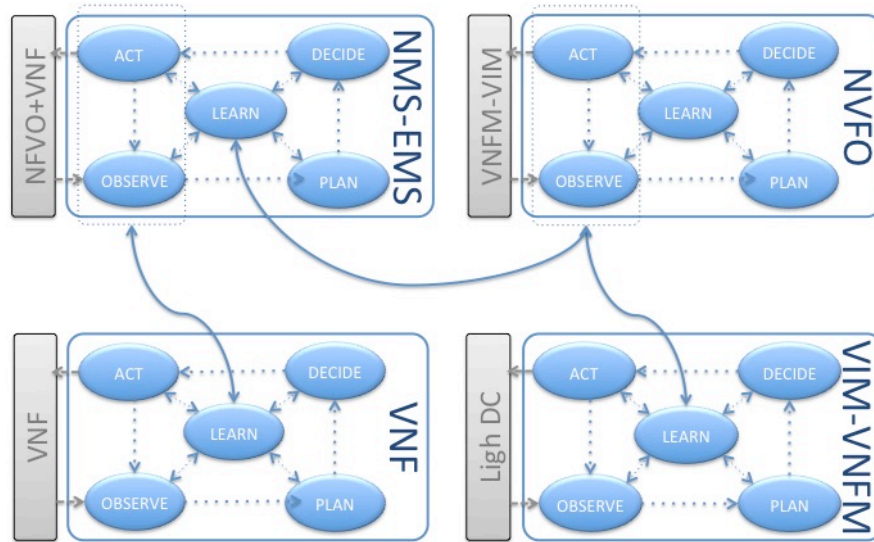 NFVO+VNF
ACT
DECIDE
LEARN
OBSERVE
PLAN
NMS-EMS
VNFM-VIM
ACT
DECIDE
LEARN
OBSERVE
PLAN
NVFO
VNF
ACT
DECIDE
LEARN
OBSERVE
PLAN
VNF
Ligh DC
ACT
DECIDE
LEARN
OBSERVE
PLAN
VIM-VNFM